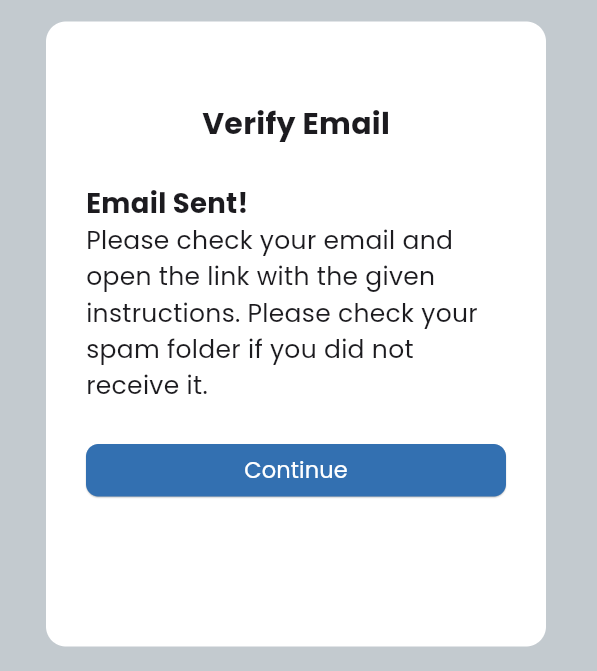 Verify Email
Email Sent!
Please check your email and
open the link with the given
instructions. Please check your
spam folder if you did not
receive it.
Continue